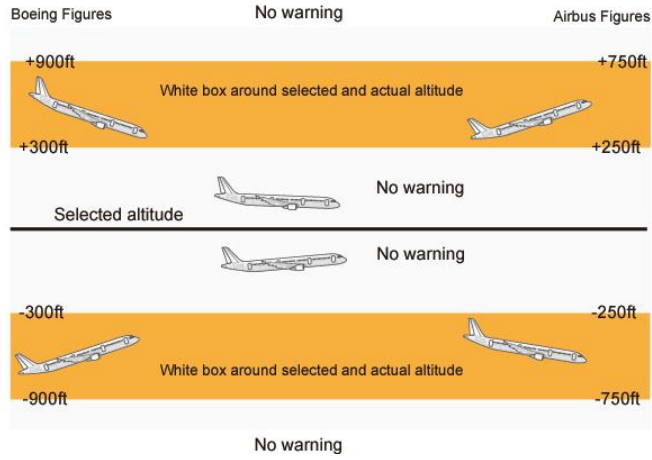 Boeing Figures
No warning
Airbus Figures
+900ft
+750ft
White box around selected and actual altitude
+300ft
+250ft
No warning
Selected altitude
No warning
-300ft
-250ft
White box around selected and actual altitude
-900ft
-750ft
No warning